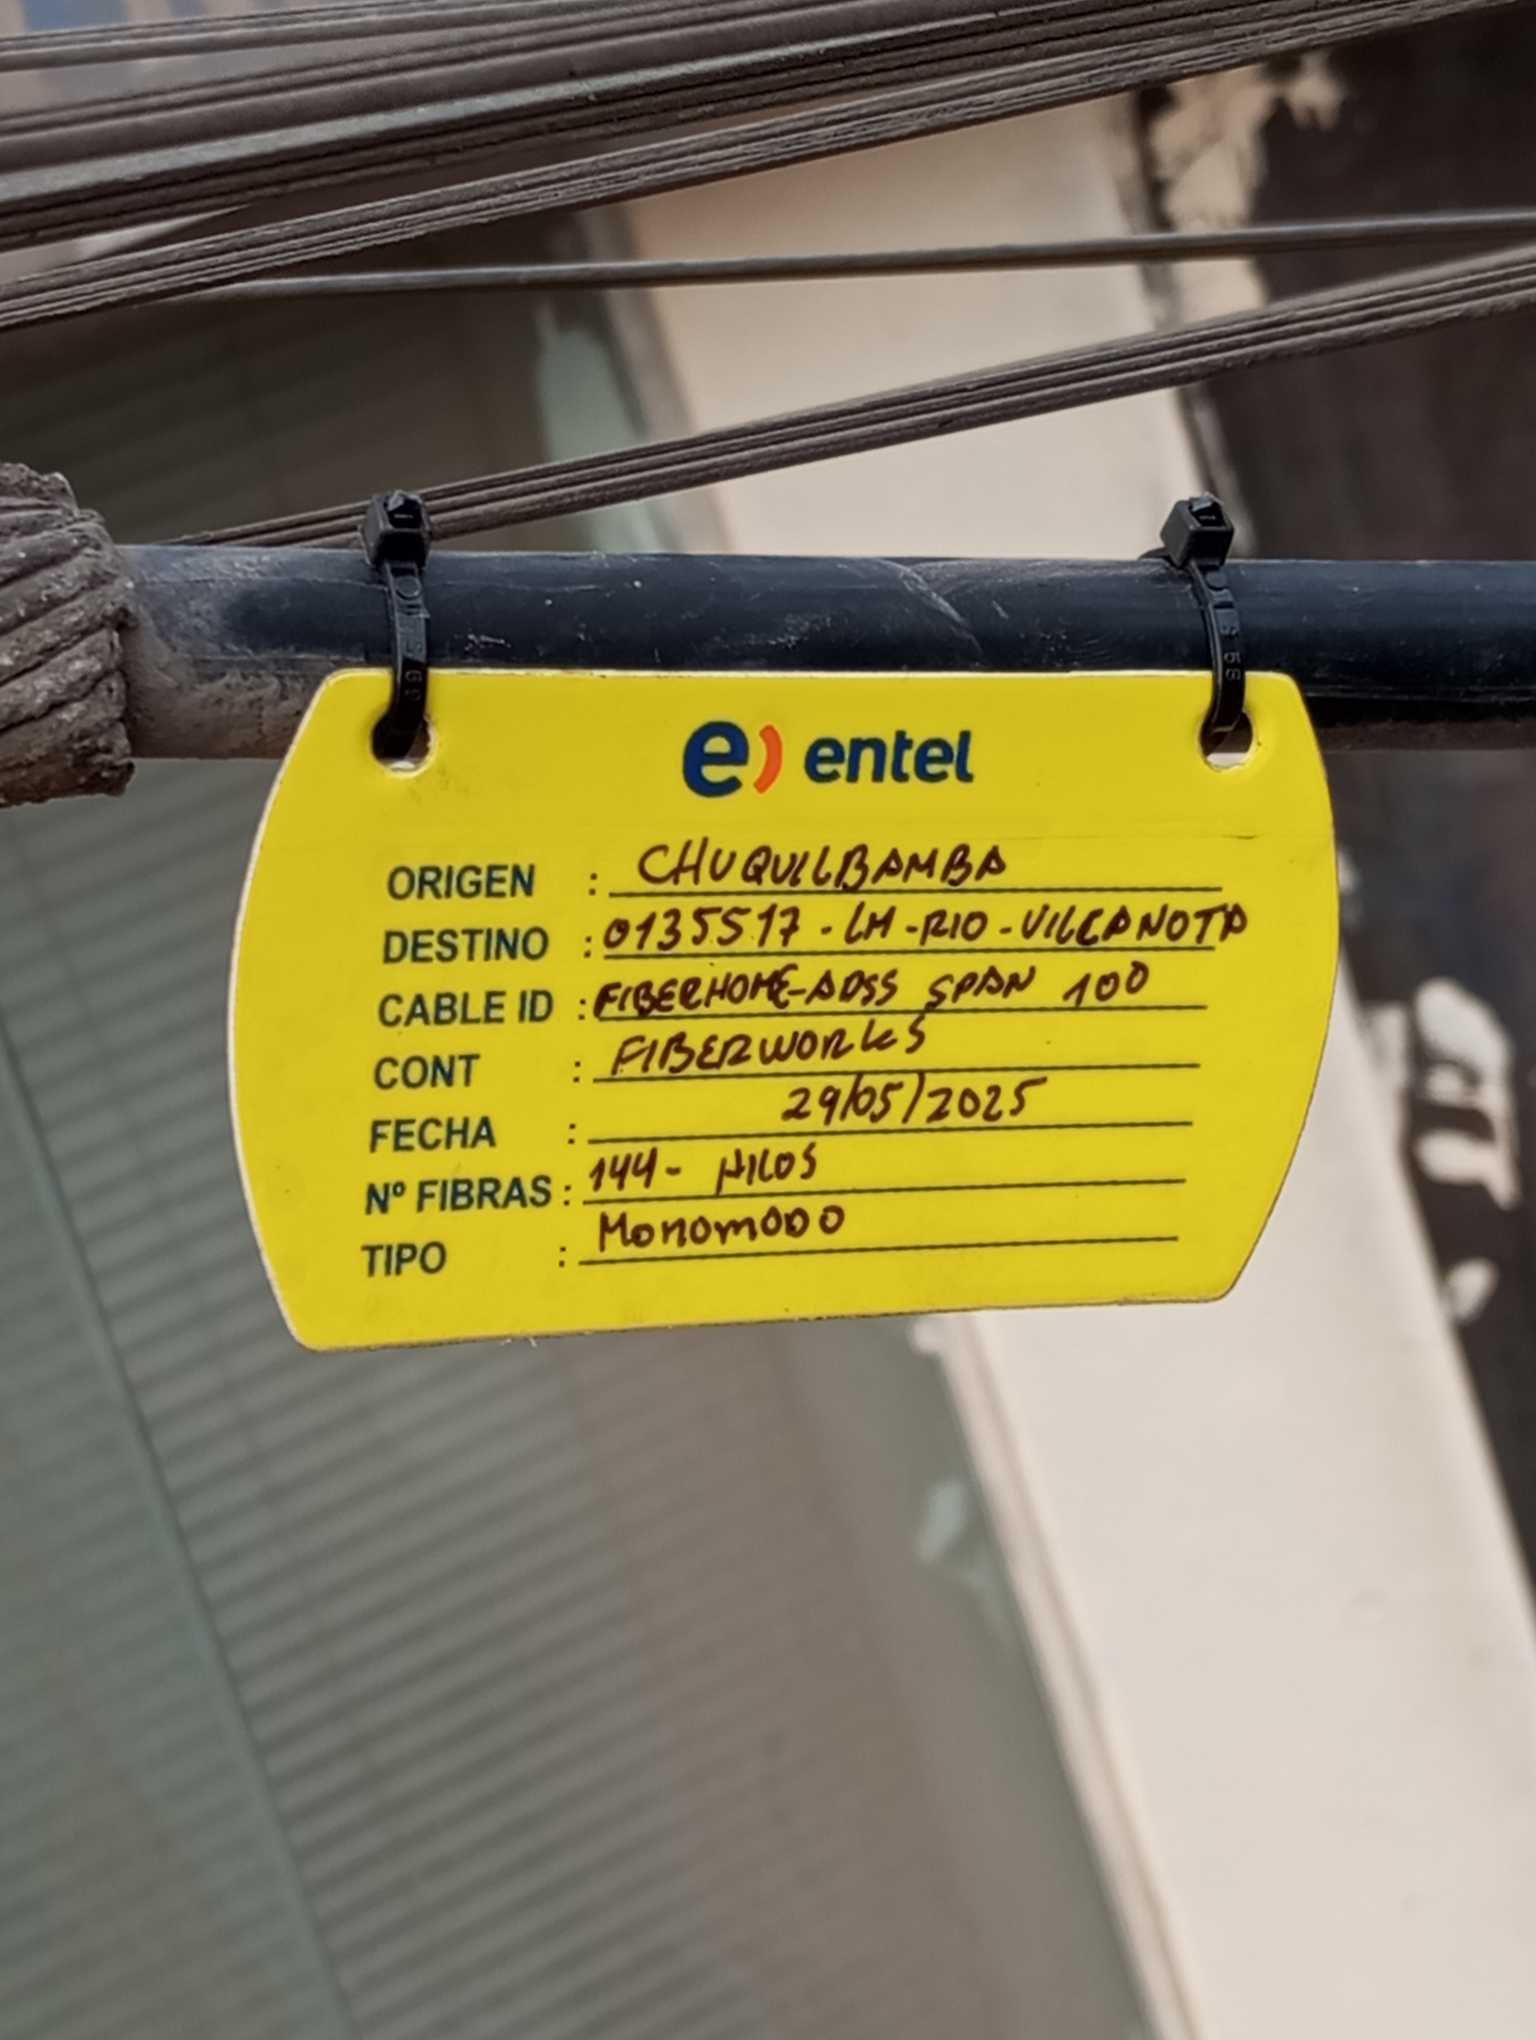 e) entel
ORIGEN : CHUQUILBAMBA
DESTINO : 0135517-LH-RIO-VILCANOTA
CABLE ID : FIBERHOME-ADSS SPAN 100
CONT : FIBERWORKS
FECHA : 29/05/2025
Nº FIBRAS : 144- HILOS
TIPO : MONOMODO